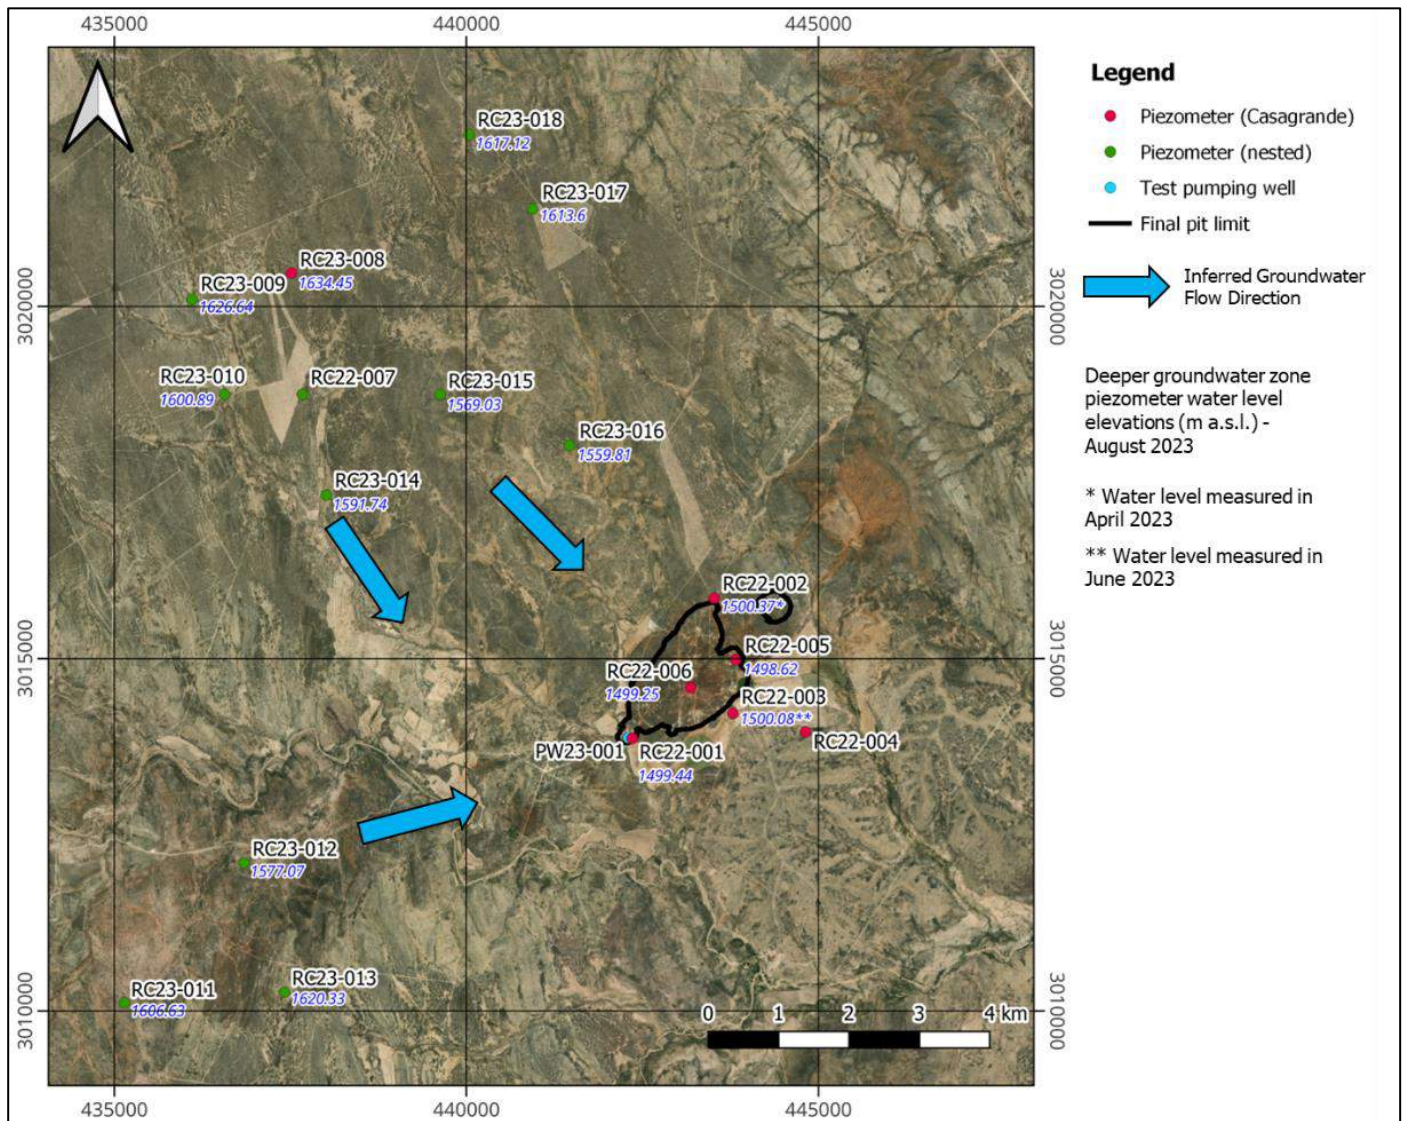 435000
440000
445000
Legend
Piezometer (Casagrande)
Piezometer (nested)
Test pumping well
Final pit limit
Inferred Groundwater
Flow Direction
Deeper groundwater zone
piezometer water level
elevations (m a.s.l.) -
August 2023
* Water level measured in
April 2023
** Water level measured in
June 2023
RC23-018
1617.12
RC23-017
1613.6
RC23-008
1634.45
RC23-009
1626.64
3020000
3020000
RC23-010
1600.89
RC22-007
RC23-015
1569.03
RC23-016
1559.81
RC23-014
1591.74
RC22-002
1500.37*
3015000
3015000
RC22-005
1498.62
RC22-006
1499.25
RC22-003
1500.08**
RC22-004
PW23-001
RC22-001
1499.44
RC23-012
1577.07
RC23-013
1620.33
RC23-011
1606.63
3010000
3010000
0 1 2 3 4 km
435000
440000
445000